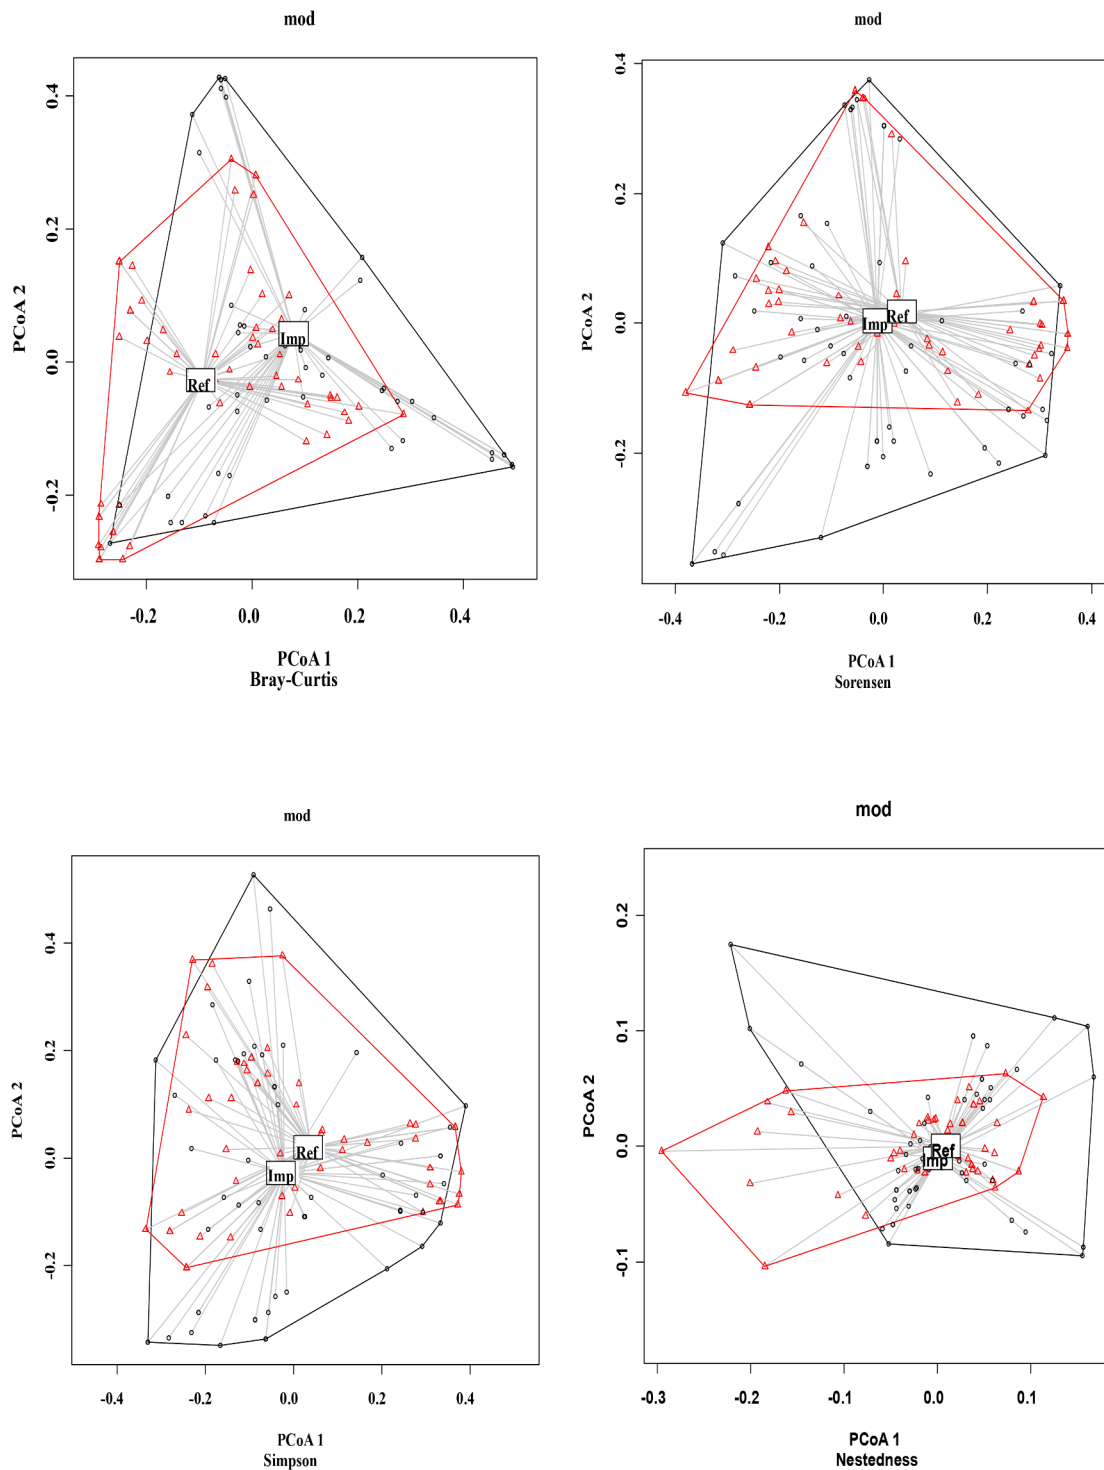 mod
PCoA 2
0.4
0.2
0.0
-0.2
Imp
Ref
-0.2 0.0 0.2 0.4
PCoA 1
Bray-Curtis
mod
PCoA 2
0.4
0.2
0.0
-0.2
Imp Ref
-0.4 -0.2 0.0 0.2 0.4
PCoA 1
Sorensen
mod
PCoA 2
0.4
0.2
0.0
-0.2
Ref
Imp
-0.4 -0.2 0.0 0.2 0.4
PCoA 1
Simpson
mod
PCoA 2
0.2
0.1
0.0
-0.1
Ref
Imp
-0.3 -0.1 0.0 0.1
PCoA 1
Nestedness